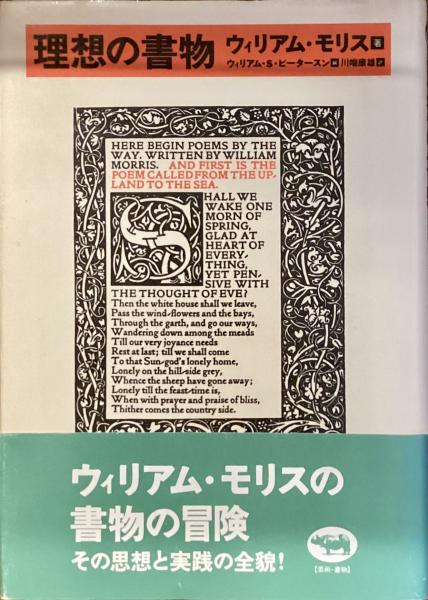 理想の書物 ウィリアム・モリス 著
ウィリアム・S・ピータースン 編 川端康雄 訳
HERE BEGIN POEMS BY THE
WAY. WRITTEN BY WILLIAM
MORRIS. AND FIRST IS THE
POEM CALLED FROM THE UP-
LAND TO THE SEA.
SHALL WE
WAKE ONE
MORN OF
SPRING,
GLAD AT
HEART OF
EVERY-
THING,
YET PEN-
SIVE WITH
THE THOUGHT OF EVE?
Then the white house shall we leave,
Pass the wind-flowers and the bays,
Through the garth, and go our ways,
Wandering down among the meads
Till our very joyance needs
Rest at last; till we shall come
To that Sun-god's lonely home,
Lonely on the hill-side grey,
Whence the sheep have gone away;
Lonely till the feast-time is,
When with prayer and praise of bliss,
Thither comes the country side.
ウィリアム・モリスの
書物の冒険
その思想と実践の全貌!
【芸術・書物】